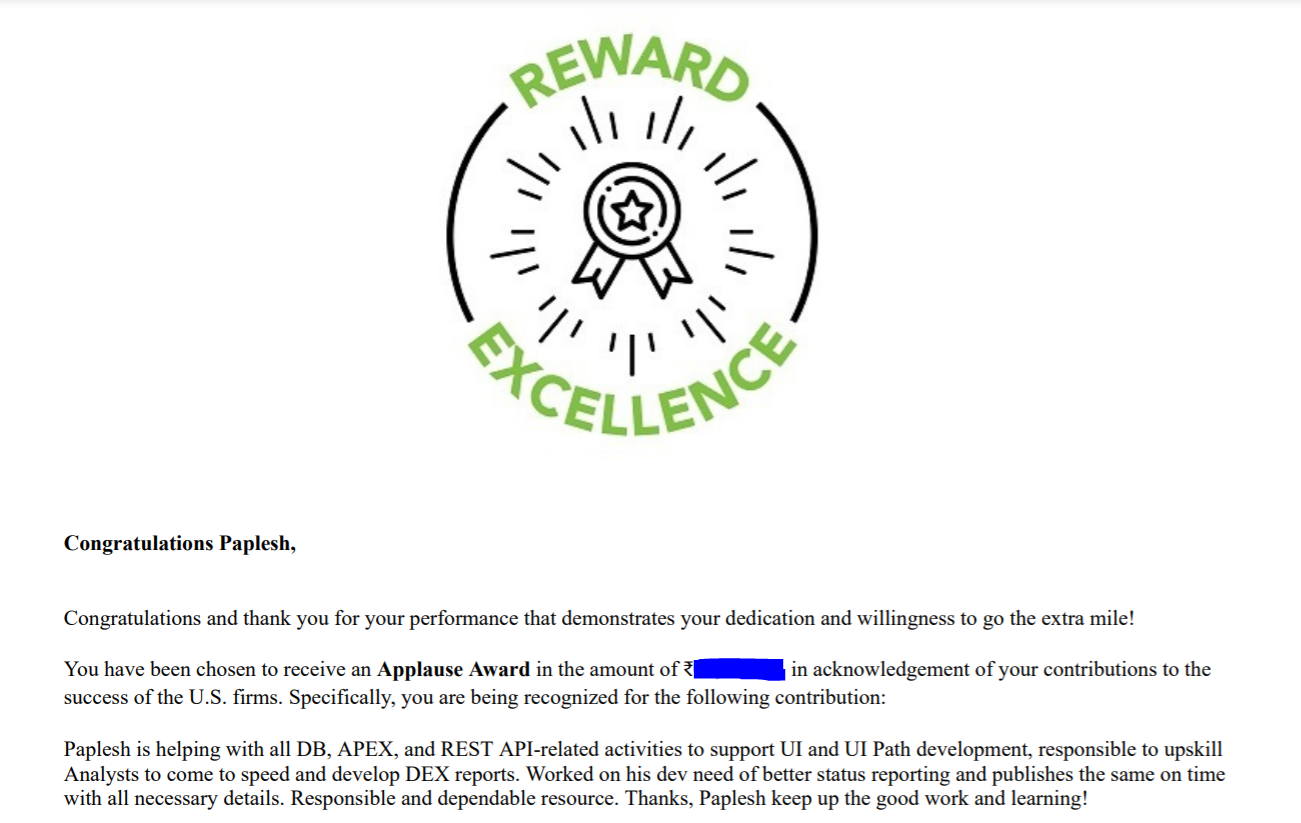 REWARD
EXCELLENCE
Congratulations Paplesh,
Congratulations and thank you for your performance that demonstrates your dedication and willingness to go the extra mile!
You have been chosen to receive an Applause Award in the amount of ₹ in acknowledgement of your contributions to the
success of the U.S. firms. Specifically, you are being recognized for the following contribution:
Paplesh is helping with all DB, APEX, and REST API-related activities to support UI and UI Path development, responsible to upskill
Analysts to come to speed and develop DEX reports. Worked on his dev need of better status reporting and publishes the same on time
with all necessary details. Responsible and dependable resource. Thanks, Paplesh keep up the good work and learning!